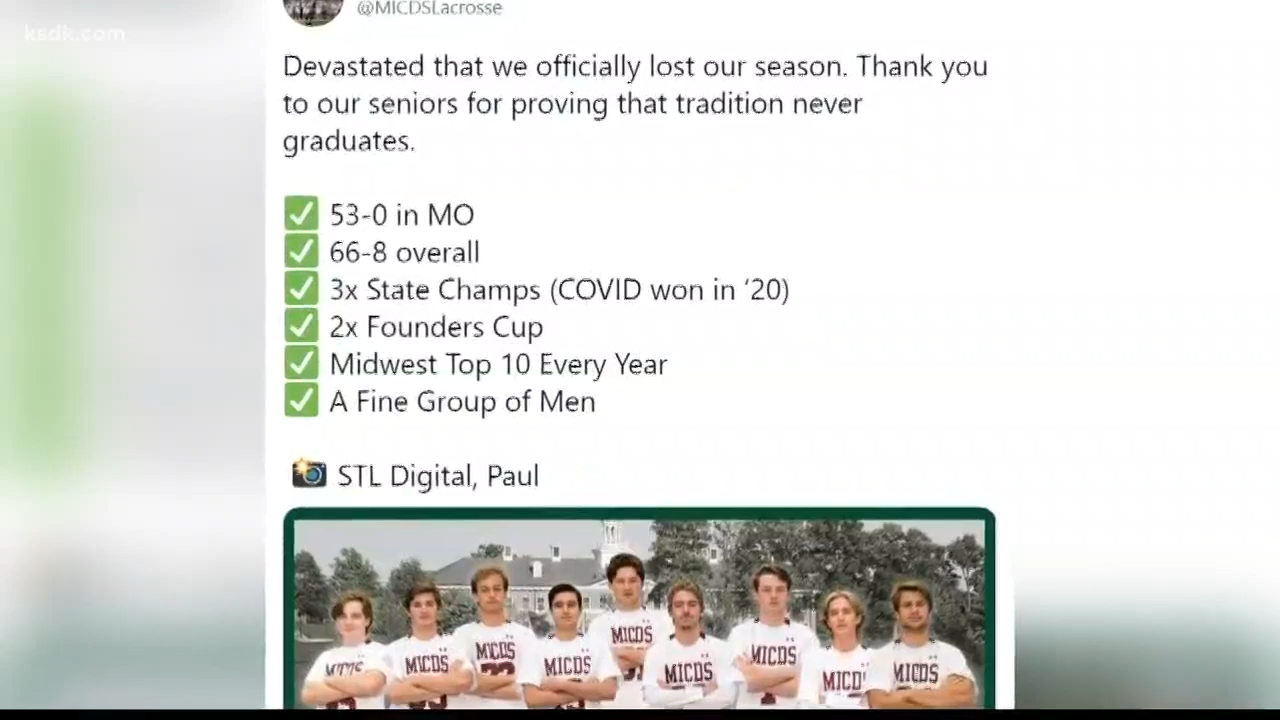 @MICDSLacrosse
ksdk.com
Devastated that we officially lost our season. Thank you
to our seniors for proving that tradition never
graduates.
✅ 53-0 in MO
✅ 66-8 overall
✅ 3x State Champs (COVID won in ‘20)
✅ 2x Founders Cup
✅ Midwest Top 10 Every Year
✅ A Fine Group of Men
📸 STL Digital, Paul
MICDS
MICDS
MICDS
MICDS
MICDS
MICDS
MICDS
MICDS